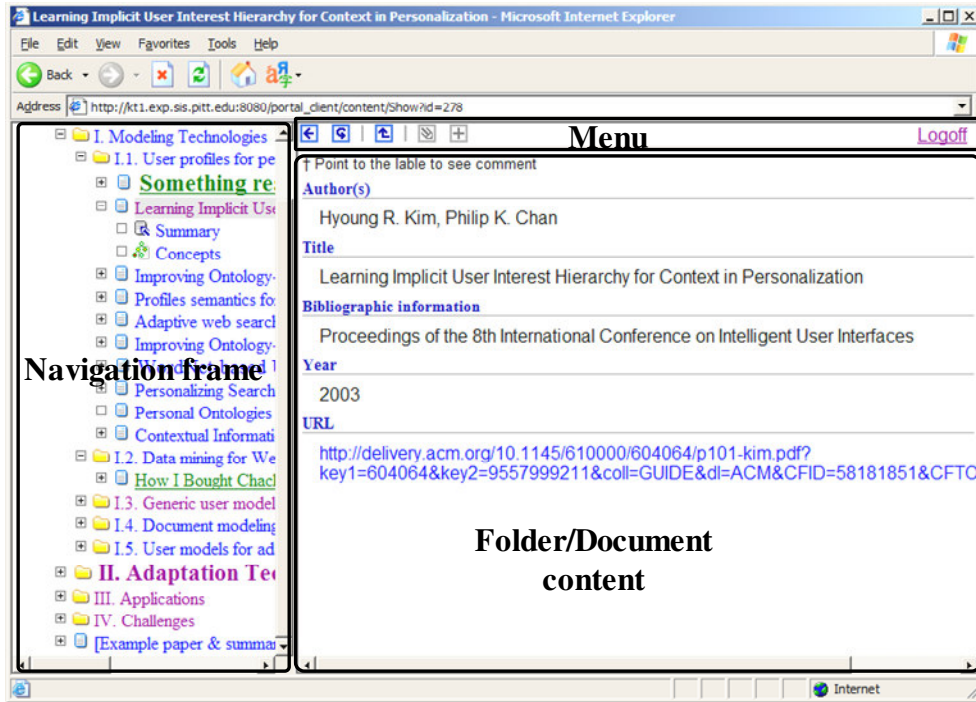 Learning Implicit User Interest Hierarchy for Context in Personalization - Microsoft Internet Explorer
File Edit View Favorites Tools Help
Back
Address http://kt1.exp.sis.pitt.edu:8080/portal_client/content/Show?id=278
I. Modeling Technologies
I.1. User profiles for pe
Something re
Learning Implicit Use
Summary
Concepts
Improving Ontology-
Profiles semantics fo
Adaptive web search
Improving Ontology-
WordNet-based
Personalizing Search
Personal Ontologies
Contextual Informati
I.2. Data mining for We
How I Bought Chacl
I.3. Generic user model
I.4. Document modeling
I.5. User models for ad
II. Adaptation Tec
III. Applications
IV. Challenges
[Example paper & summar
Navigation frame
Menu
Logoff
† Point to the lable to see comment
Author(s)
Hyoung R. Kim, Philip K. Chan
Title
Learning Implicit User Interest Hierarchy for Context in Personalization
Bibliographic information
Proceedings of the 8th International Conference on Intelligent User Interfaces
Year
2003
URL
http://delivery.acm.org/10.1145/610000/604064/p101-kim.pdf?
key1=604064&key2=9557999211&coll=GUIDE&dl=ACM&CFID=58181851&CFTO
Folder/Document
content
Internet